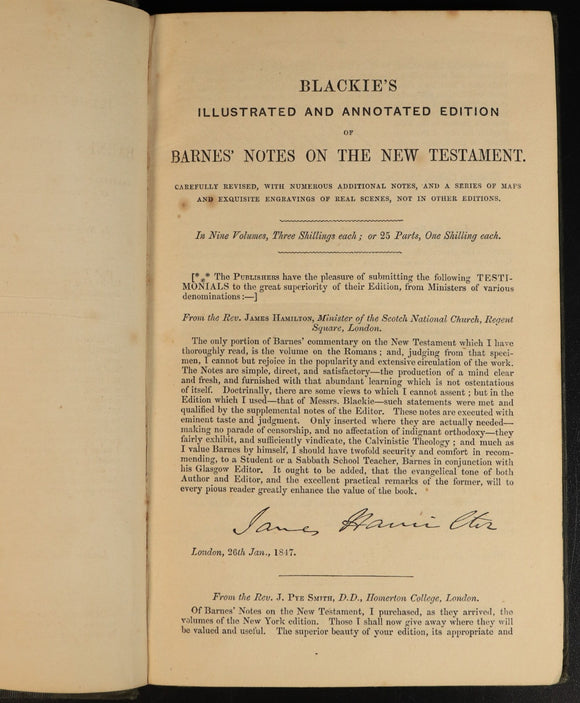 BLACKIE'S
ILLUSTRATED AND ANNOTATED EDITION
OF
BARNES' NOTES ON THE NEW TESTAMENT.
CAREFULLY REVISED, WITH NUMEROUS ADDITIONAL NOTES, AND A SERIES OF MAPS
AND EXQUISITE ENGRAVINGS OF REAL SCENES, NOT IN OTHER EDITIONS.
In Nine Volumes, Three Shillings each; or 25 Parts, One Shilling each.
[*** The PUBLISHERS have the pleasure of submitting the following TESTI-
MONIALS to the great superiority of their Edition, from Ministers of various
denominations:—]
From the Rev. JAMES HAMILTON, Minister of the Scotch National Church, Regent
Square, London.
The only portion of Barnes' commentary on the New Testament which I have
thoroughly read, is the volume on the Romans; and, judging from that speci-
men, I cannot but rejoice in the popularity and extensive circulation of the work.
The Notes are simple, direct, and satisfactory—the production of a mind clear
and fresh, and furnished with that abundant learning which is not ostentatious
of itself. Doctrinally, there are some views to which I cannot assent; but in the
Edition which I used—that of Messrs. Blackie—such statements were met and
qualified by the supplemental notes of the Editor. These notes are executed with
eminent taste and judgment. Only inserted where they are actually needed—
making no parade of censorship, and no affectation of indignant orthodoxy—they
fairly exhibit, and sufficiently vindicate, the Calvinistic Theology; and much as
I value Barnes by himself, I should have twofold security and comfort in recom-
mending, to a Student or a Sabbath School Teacher, Barnes in conjunction with
his Glasgow Editor. It ought to be added, that the evangelical tone of both
Author and Editor, and the excellent practical remarks of the former, will to
every pious reader greatly enhance the value of the book.
James Hamilton
London, 26th Jan., 1847.
From the Rev. J. PYE SMITH, D.D., Homerton College, London.
Of Barnes' Notes on the New Testament, I purchased, as they arrived, the
volumes of the New York edition. Those I shall now give away where they will
be valued and useful. The superior beauty of your edition, its appropriate and